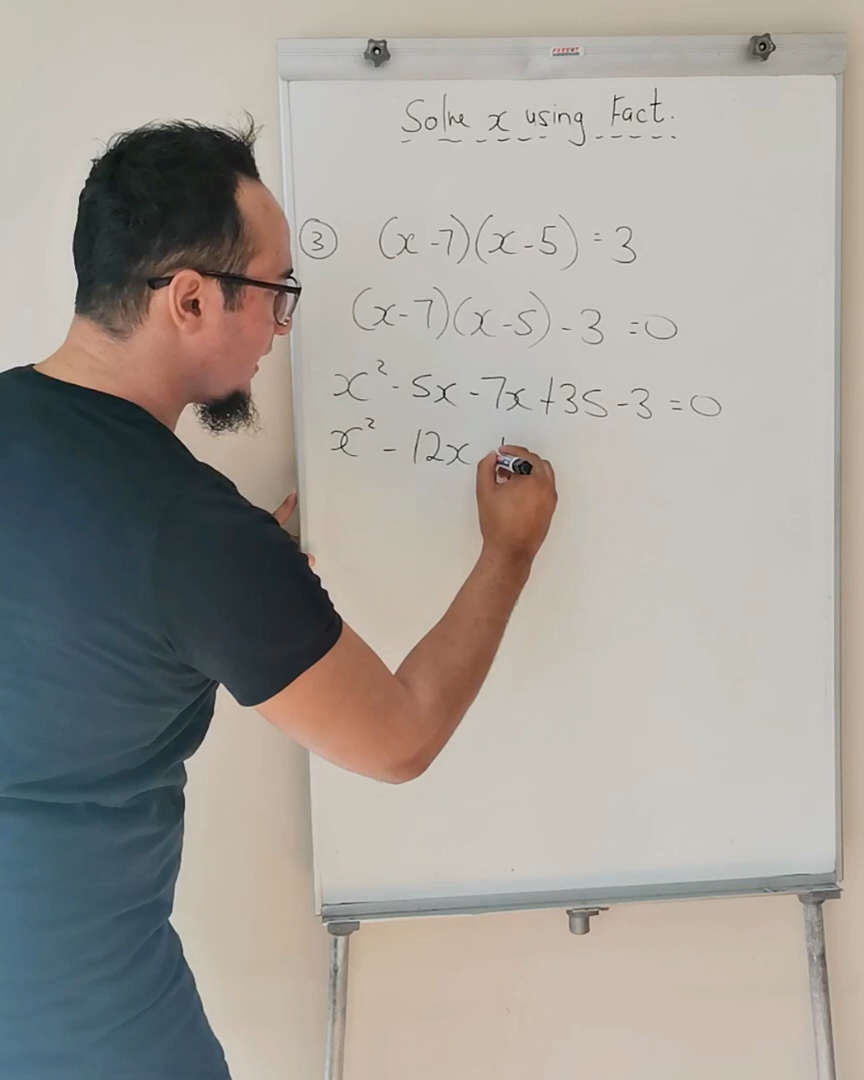 Solve x using Fact.
③ (x-7)(x-5) = 3
(x-7)(x-5) - 3 = 0
x² - 5x - 7x + 35 - 3 = 0
x² - 12x +